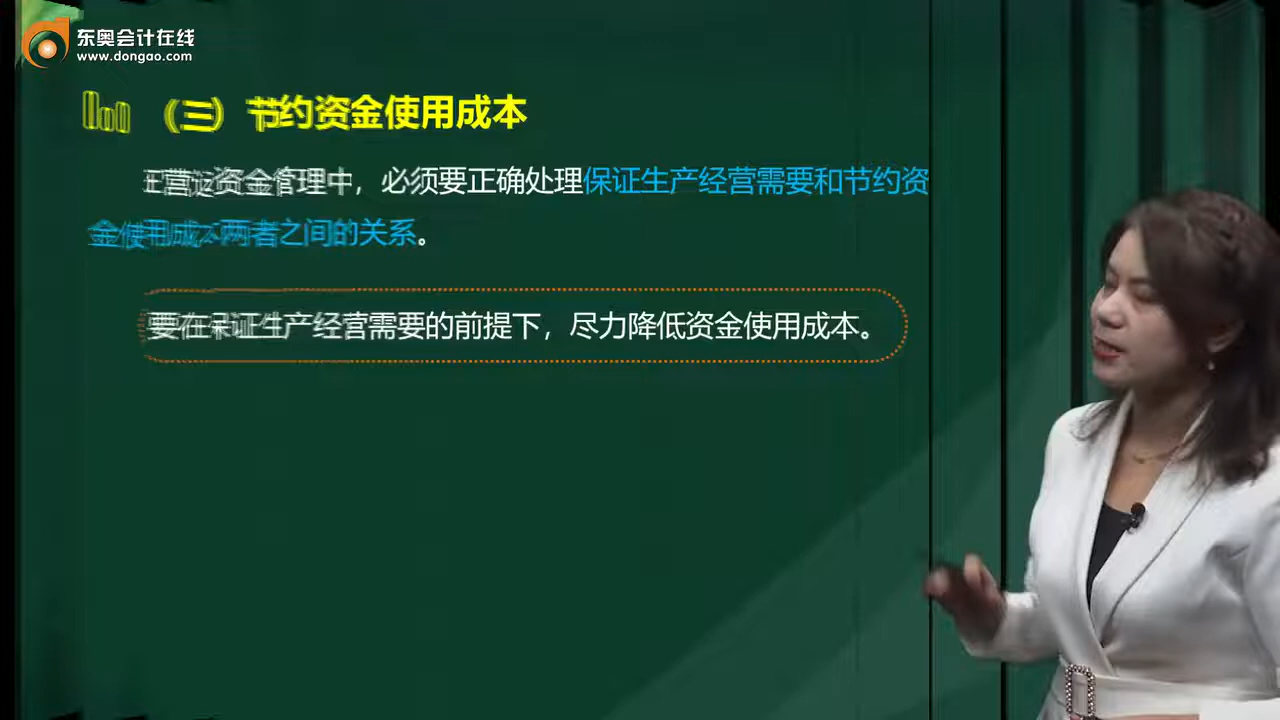 东奥会计在线
www.dongao.com
（三）节约资金使用成本
营运资金管理中，必须要正确处理保证生产经营需要和节约资
金使用成本两者之间的关系。
要在保证生产经营需要的前提下，尽力降低资金使用成本。